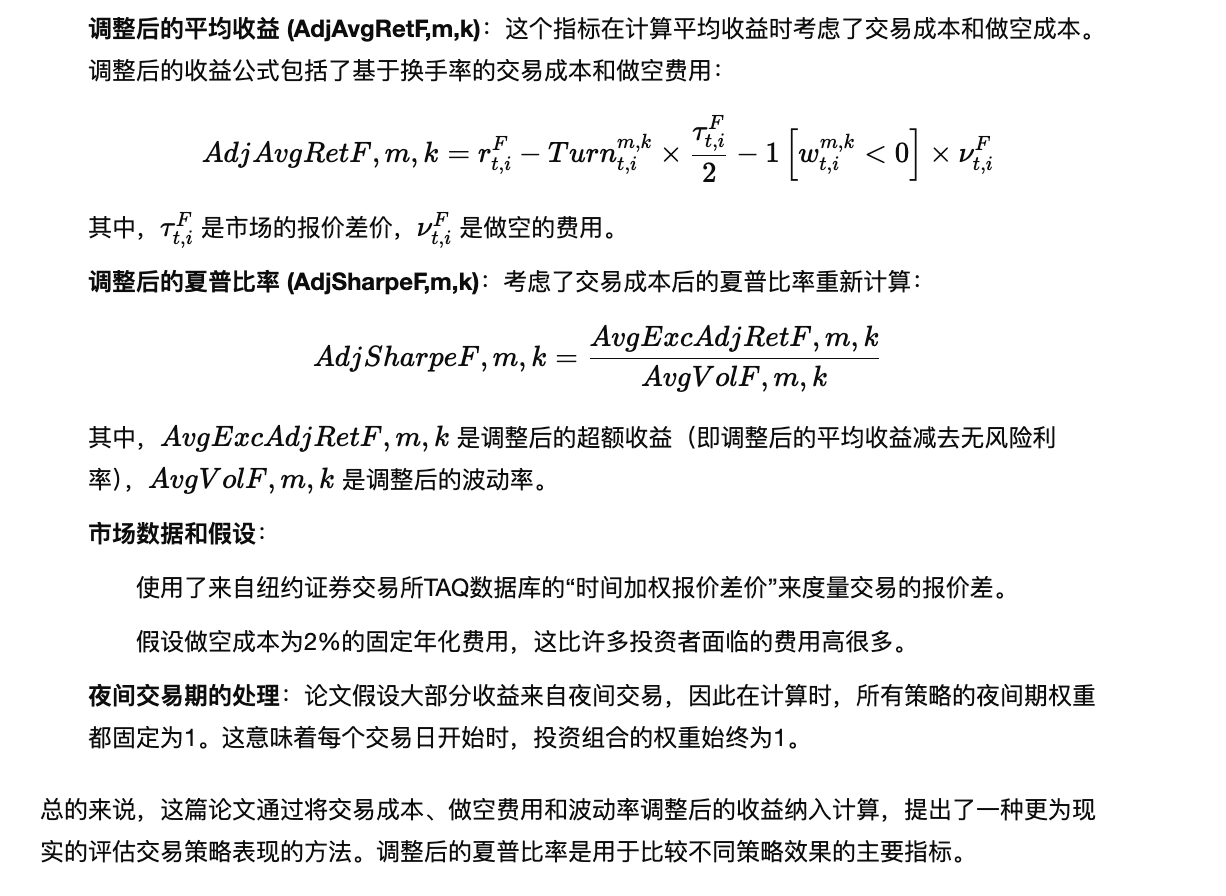 调整后的平均收益 (AdjAvgRetF,m,k)：这个指标在计算平均收益时考虑了交易成本和做空成本。
调整后的收益公式包括了基于换手率的交易成本和做空费用：
AdjAvgRetF, m, k = r_{t,i}^{F} − Turn_{t,i}^{m,k} × \frac{τ_{t,i}^{F}}{2} − 1 [w_{t,i}^{m,k} < 0] × ν_{t,i}^{F}
其中，τ_{t,i}^{F} 是市场的报价差价，ν_{t,i}^{F} 是做空的费用。
调整后的夏普比率 (AdjSharpeF,m,k)：考虑了交易成本后的夏普比率重新计算：
AdjSharpeF, m, k = \frac{AvgExcAdjRetF, m, k}{AvgVolF, m, k}
其中，AvgExcAdjRetF, m, k 是调整后的超额收益（即调整后的平均收益减去无风险利
率），AvgVolF, m, k 是调整后的波动率。
市场数据和假设：
使用了来自纽约证券交易所TAQ数据库的“时间加权报价差价”来度量交易的报价差。
假设做空成本为2%的固定年化费用，这比许多投资者面临的费用高很多。
夜间交易期的处理：论文假设大部分收益来自夜间交易，因此在计算时，所有策略的夜间期权重
都固定为1。这意味着每个交易日开始时，投资组合的权重始终为1。
总的来说，这篇论文通过将交易成本、做空费用和波动率调整后的收益纳入计算，提出了一种更为现
实的评估交易策略表现的方法。调整后的夏普比率是用于比较不同策略效果的主要指标。